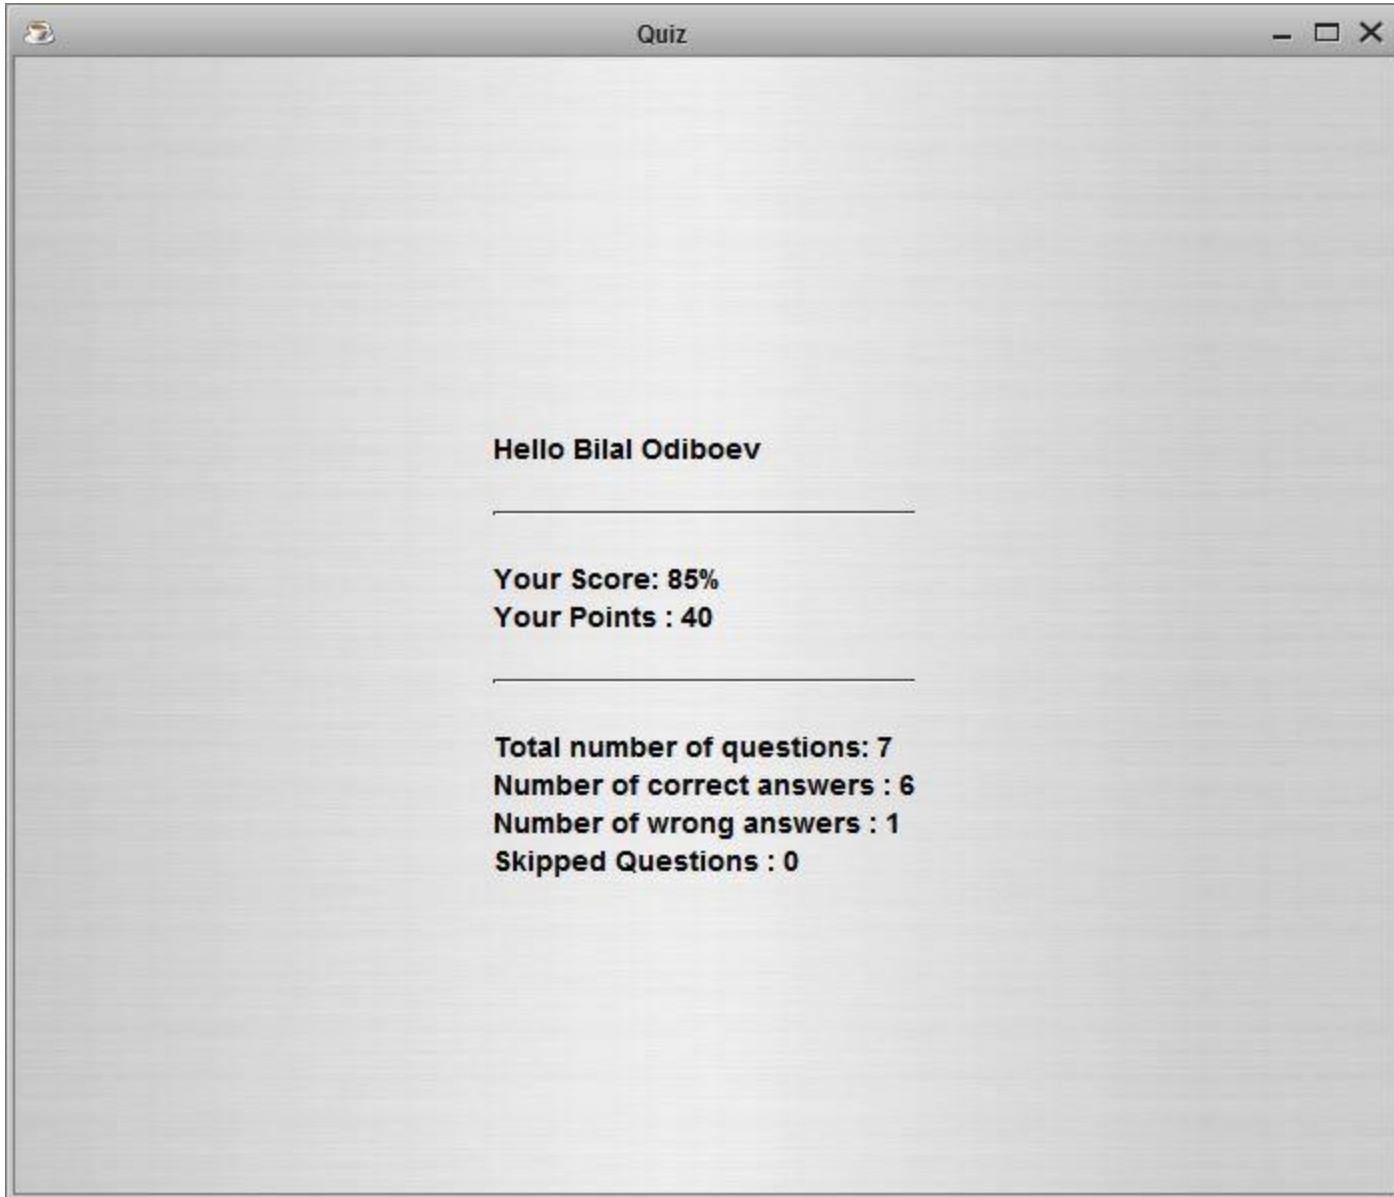 Quiz
Hello Bilal Odiboev
Your Score: 85%
Your Points : 40
Total number of questions: 7
Number of correct answers : 6
Number of wrong answers : 1
Skipped Questions : 0